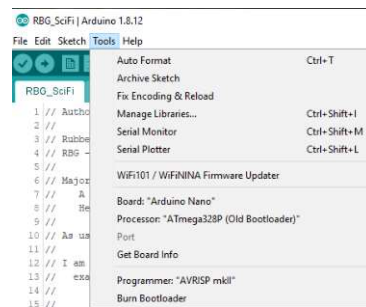 RBG_SciFi | Arduino 1.8.12
File Edit Sketch Tools Help
RBG_SciFi
Auto Format Ctrl+T
Archive Sketch
Fix Encoding & Reload
Manage Libraries... Ctrl+Shift+I
Serial Monitor Ctrl+Shift+M
Serial Plotter Ctrl+Shift+L
WiFi101 / WiFiNINA Firmware Updater
Board: "Arduino Nano"
Processor: "ATmega328P (Old Bootloader)"
Port
Get Board Info
Programmer: "AVRISP mkII"
Burn Bootloader
1 // Autho
2 //
3 // Rubbe
4 // RBG -
5 //
6 // Major
7 // A
8 // He
9 //
10 // As us
11 //
12 // I am
13 // exa
14 //
15 //